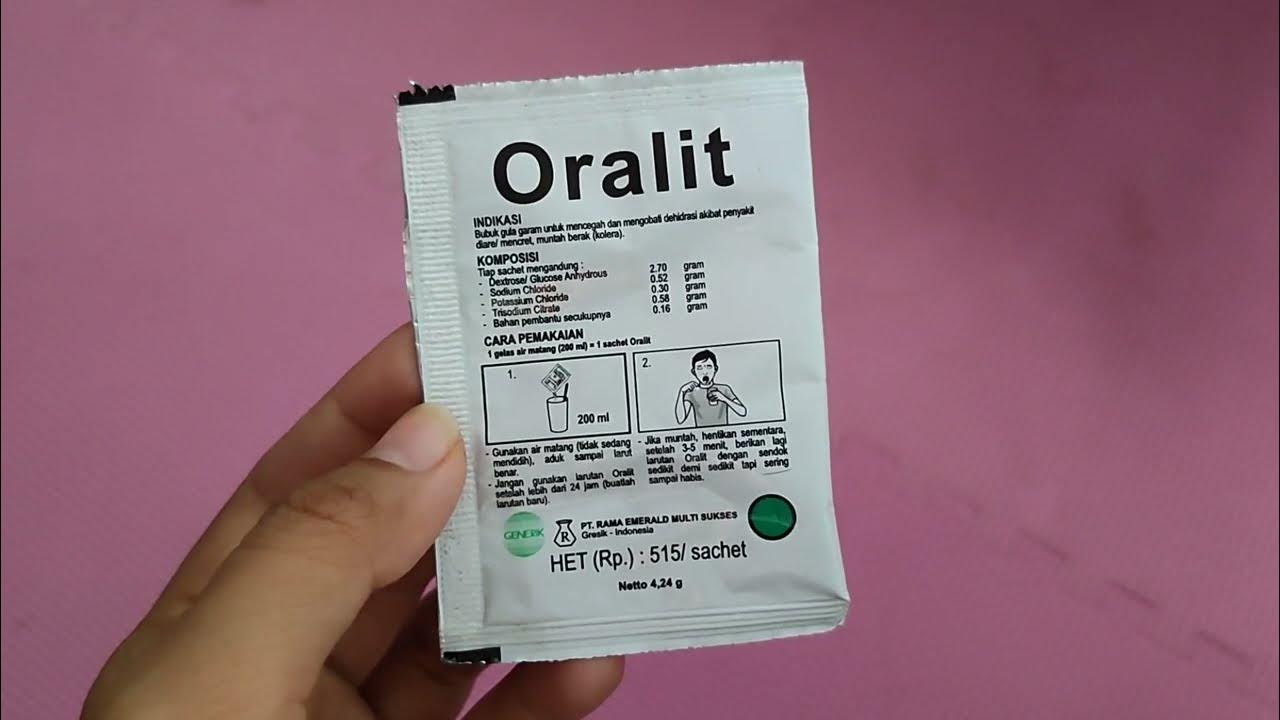 Oralit
INDIKASI
Bubuk gula garam untuk mencegah dan mengobati dehidrasi akibat penyakit
diare/ mencret, muntah berak (kolera).
KOMPOSISI
Tiap sachet mengandung :
- Dextrose/ Glucose Anhydrous 2.70 gram
- Sodium Chloride 0.52 gram
- Potassium Chloride 0.30 gram
- Trisodium Citrate 0.58 gram
- Bahan pembantu secukupnya 0.16 gram
CARA PEMAKAIAN
1 gelas air matang (200 ml) = 1 sachet Oralit
1.
200 ml
2.
- Gunakan air matang (tidak sedang
mendidih), aduk sampai larut
benar.
- Jangan gunakan larutan Oralit
setelah lebih dari 24 jam (buatlah
larutan baru).
- Jika muntah, hentikan sementara,
setelah 3-5 menit, berikan lagi
larutan Oralit dengan sendok
sedikit demi sedikit tapi sering
sampai habis.
GENERIK
R
PT. RAMA EMERALD MULTI SUKSES
Gresik - Indonesia
HET (Rp.) : 515/ sachet
Netto 4,24 g